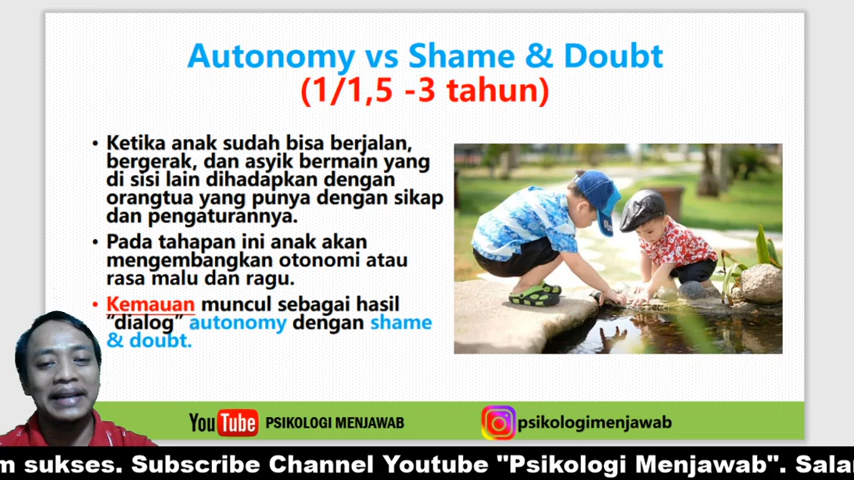 Autonomy vs Shame & Doubt
(1/1,5 -3 tahun)
• Ketika anak sudah bisa berjalan,
bergerak, dan asyik bermain yang
di sisi lain dihadapkan dengan
orangtua yang punya dengan sikap
dan pengaturannya.
• Pada tahapan ini anak akan
mengembangkan otonomi atau
rasa malu dan ragu.
• Kemauan muncul sebagai hasil
"dialog" autonomy dengan shame
& doubt.
YouTube PSIKOLOGI MENJAWAB
psikologimenjawab
sukses. Subscribe Channel Youtube "Psikologi Menjawab".